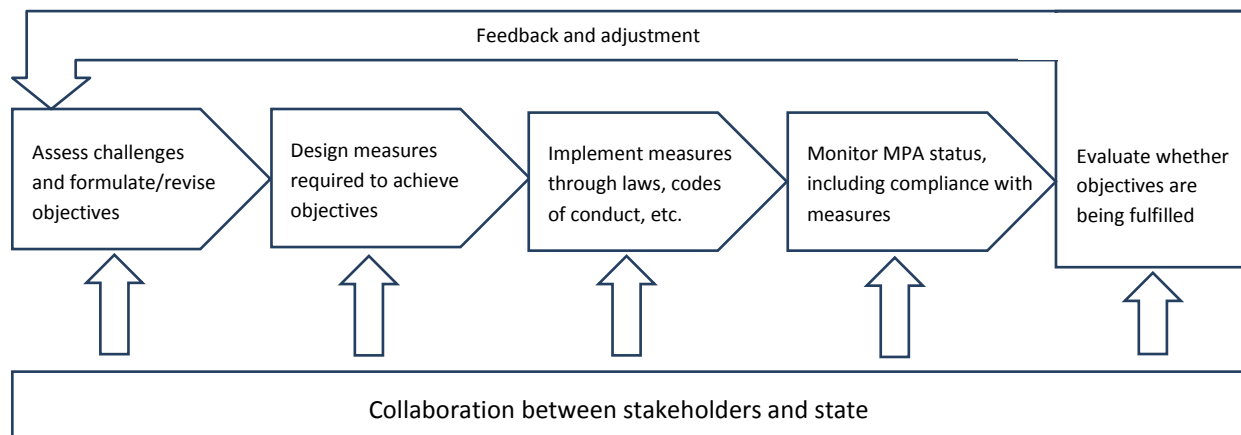 Feedback and adjustment
Assess challenges
and formulate/revise
objectives
Design measures
required to achieve
objectives
Implement measures
through laws, codes
of conduct, etc.
Monitor MPA status,
including compliance with
measures
Evaluate whether
objectives are
being fulfilled
Collaboration between stakeholders and state